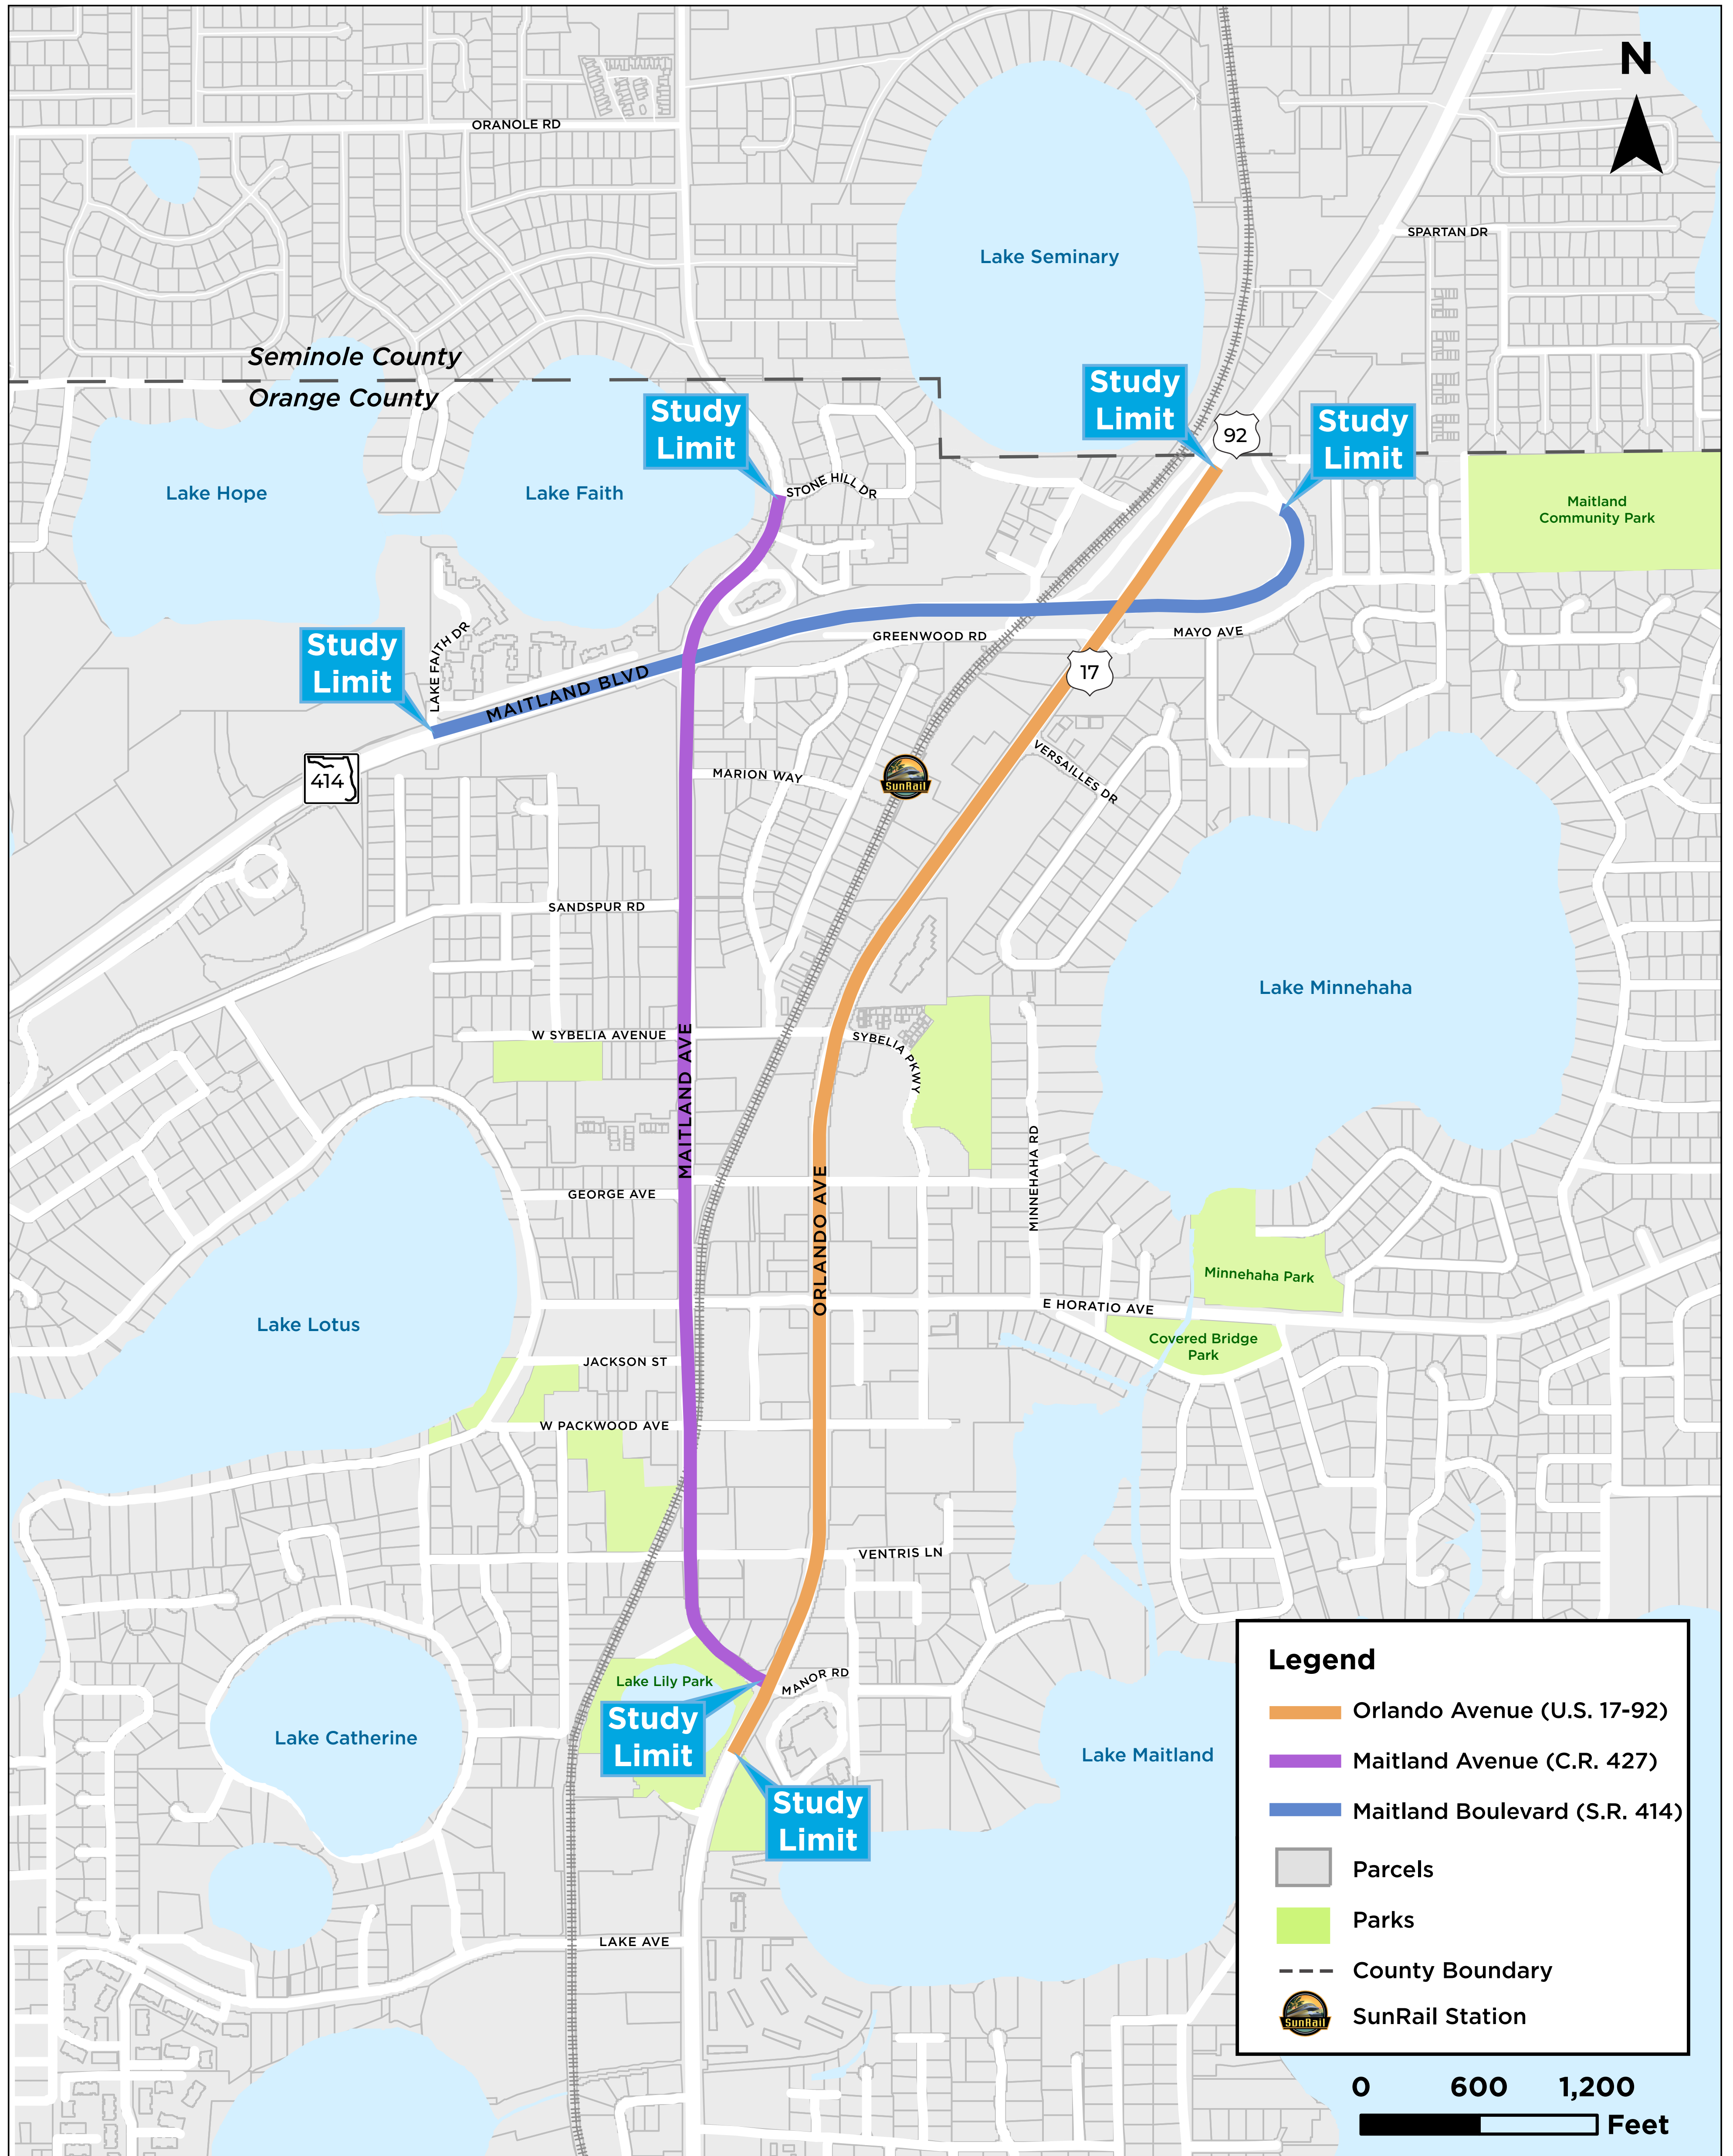 N
ORANOLE RD
SPARTAN DR
Lake Seminary
Seminole County
Orange County
Study
Limit
Study
Limit
Study
Limit
92
Lake Hope
Lake Faith
STONE HILL DR
Maitland
Community Park
Study
Limit
LAKE FAITH DR
GREENWOOD RD
MAYO AVE
MAITLAND BLVD
17
414
MARION WAY
SunRail
VERSAILLES DR
SANDSPUR RD
Lake Minnehaha
W SYBELIA AVENUE
SYBELIA PKWY
MAITLAND AVE
MINNEHAHA RD
GEORGE AVE
ORLANDO AVE
Minnehaha Park
E HORATIO AVE
Lake Lotus
Covered Bridge
Park
JACKSON ST
W PACKWOOD AVE
VENTRIS LN
Lake Lily Park
MANOR RD
Study
Limit
Lake Catherine
Lake Maitland
Study
Limit
LAKE AVE
Legend
Orlando Avenue (U.S. 17-92)
Maitland Avenue (C.R. 427)
Maitland Boulevard (S.R. 414)
Parcels
Parks
County Boundary
SunRail
SunRail Station
0 600 1,200
Feet